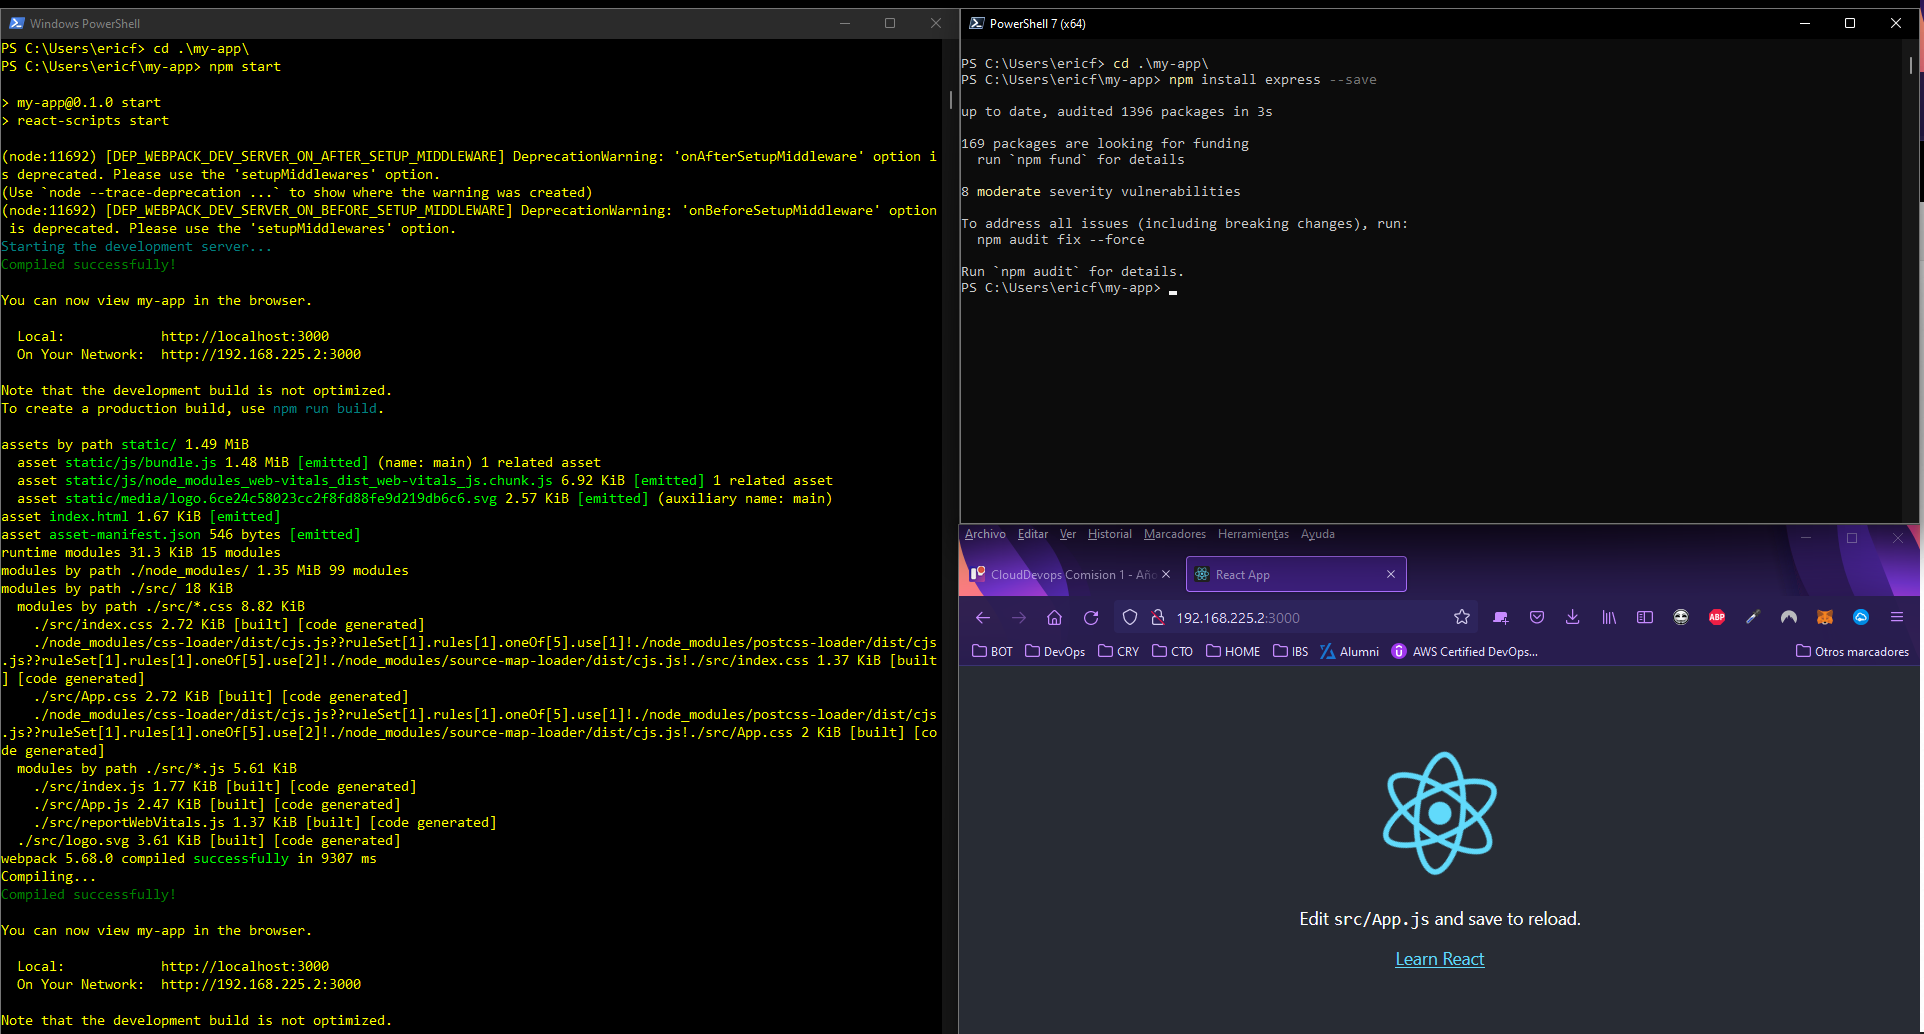 Windows PowerShell
PS C:\Users\ericf> cd .\my-app\
PS C:\Users\ericf\my-app> npm start
> my-app@0.1.0 start
> react-scripts start
(node:11692) [DEP_WEBPACK_DEV_SERVER_ON_AFTER_SETUP_MIDDLEWARE] DeprecationWarning: 'onAfterSetupMiddleware' option i
s deprecated. Please use the 'setupMiddlewares' option.
(Use `node --trace-deprecation ...` to show where the warning was created)
(node:11692) [DEP_WEBPACK_DEV_SERVER_ON_BEFORE_SETUP_MIDDLEWARE] DeprecationWarning: 'onBeforeSetupMiddleware' option
 is deprecated. Please use the 'setupMiddlewares' option.
Starting the development server...
Compiled successfully!
You can now view my-app in the browser.
  Local:            http://localhost:3000
  On Your Network:  http://192.168.225.2:3000
Note that the development build is not optimized.
To create a production build, use npm run build.
assets by path static/ 1.49 MiB
  asset static/js/bundle.js 1.48 MiB [emitted] (name: main) 1 related asset
  asset static/js/node_modules_web-vitals_dist_web-vitals_js.chunk.js 6.92 KiB [emitted] 1 related asset
  asset static/media/logo.6ce24c58023cc2f8fd88fe9d219db6c6.svg 2.57 KiB [emitted] (auxiliary name: main)
asset index.html 1.67 KiB [emitted]
asset asset-manifest.json 546 bytes [emitted]
runtime modules 31.3 KiB 15 modules
modules by path ./node_modules/ 1.35 MiB 99 modules
modules by path ./src/ 18 KiB
  modules by path ./src/*.css 8.82 KiB
    ./src/index.css 2.72 KiB [built] [code generated]
    ./node_modules/css-loader/dist/cjs.js??ruleSet[1].rules[1].oneOf[5].use[1]!./node_modules/postcss-loader/dist/cjs
.js??ruleSet[1].rules[1].oneOf[5].use[2]!./node_modules/source-map-loader/dist/cjs.js!./src/index.css 1.37 KiB [built
] [code generated]
    ./src/App.css 2.72 KiB [built] [code generated]
    ./node_modules/css-loader/dist/cjs.js??ruleSet[1].rules[1].oneOf[5].use[1]!./node_modules/postcss-loader/dist/cjs
.js??ruleSet[1].rules[1].oneOf[5].use[2]!./node_modules/source-map-loader/dist/cjs.js!./src/App.css 2 KiB [built] [co
de generated]
  modules by path ./src/*.js 5.61 KiB
    ./src/index.js 1.77 KiB [built] [code generated]
    ./src/App.js 2.47 KiB [built] [code generated]
    ./src/reportWebVitals.js 1.37 KiB [built] [code generated]
  ./src/logo.svg 3.61 KiB [built] [code generated]
webpack 5.68.0 compiled successfully in 9307 ms
Compiling...
Compiled successfully!
You can now view my-app in the browser.
  Local:            http://localhost:3000
  On Your Network:  http://192.168.225.2:3000
Note that the development build is not optimized.
PowerShell 7 (x64)
PS C:\Users\ericf> cd .\my-app\
PS C:\Users\ericf\my-app> npm install express --save
up to date, audited 1396 packages in 3s
169 packages are looking for funding
  run `npm fund` for details
8 moderate severity vulnerabilities
To address all issues (including breaking changes), run:
  npm audit fix --force
Run `npm audit` for details.
PS C:\Users\ericf\my-app>
Archivo Editar Ver Historial Marcadores Herramientas Ayuda
CloudDevops Comision 1 - Año
React App
192.168.225.2:3000
ABP
BOT DevOps CRY CTO HOME IBS Alumni AWS Certified DevOps... Otros marcadores
Edit src/App.js and save to reload.
Learn React